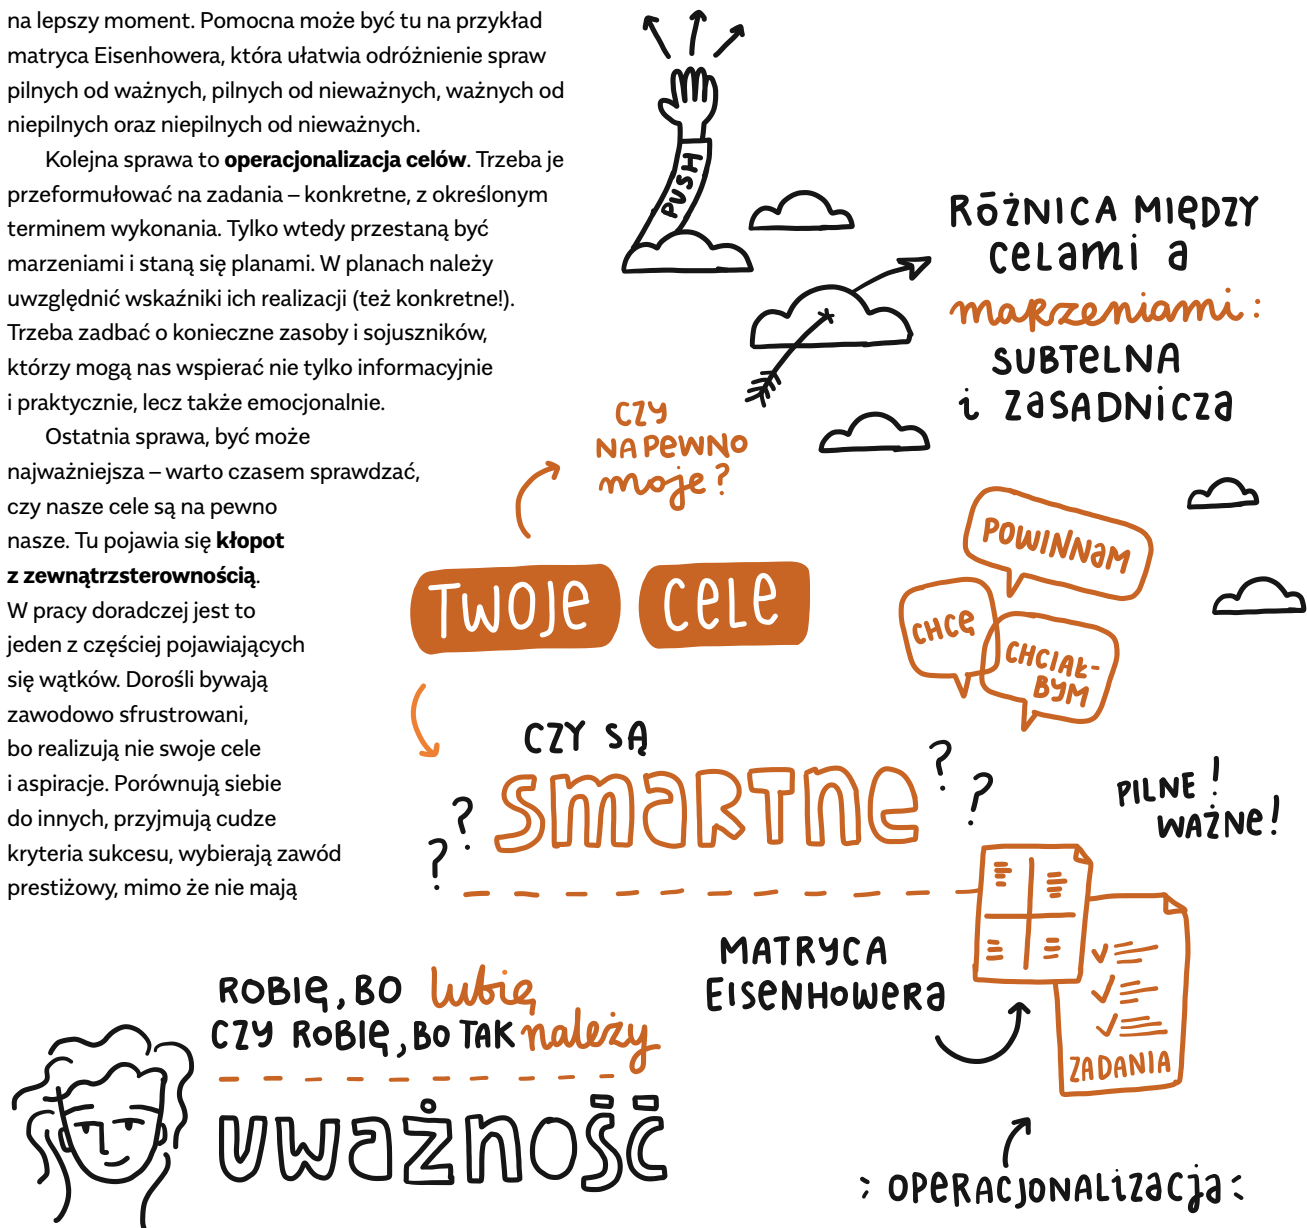 na lepszy moment. Pomocna może być tu na przykład
matryca Eisenhowera, która ułatwia odróżnienie spraw
pilnych od ważnych, pilnych od nieważnych, ważnych od
niepilnych oraz niepilnych od nieważnych.
Kolejna sprawa to operacjonalizacja celów. Trzeba je
przeformułować na zadania – konkretne, z określonym
terminem wykonania. Tylko wtedy przestaną być
marzeniami i staną się planami. W planach należy
uwzględnić wskaźniki ich realizacji (też konkretne!).
Trzeba zadbać o konieczne zasoby i sojuszników,
którzy mogą nas wspierać nie tylko informacyjnie
i praktycznie, lecz także emocjonalnie.
Ostatnia sprawa, być może
najważniejsza – warto czasem sprawdzać,
czy nasze cele są na pewno
nasze. Tu pojawia się kłopot
z zewnątrzsterownością.
W pracy doradczej jest to
jeden z częściej pojawiających
się wątków. Dorośli bywają
zawodowo sfrustrowani,
bo realizują nie swoje cele
i aspiracje. Porównują siebie
do innych, przyjmują cudze
kryteria sukcesu, wybierają zawód
prestiżowy, mimo że nie mają
PUSH
RÓŻNICA MIĘDZY
CELAMI A
marzeniami:
SUBTELNA
i ZASADNICZA
CZY
NA PEWNO
moje?
TWOJE CELE
POWINNAM
CHCĘ
CHCIAŁ-
BYM
CZY SĄ
SMARTNE
? ?
? ?
PILNE!
WAŻNE!
MATRYCA
EISENHOWERA
ZADANIA
OPERACJONALIZACJA
ROBIĘ, BO lubię
CZY ROBIĘ, BO TAK należy
UWAŻNOŚĆ